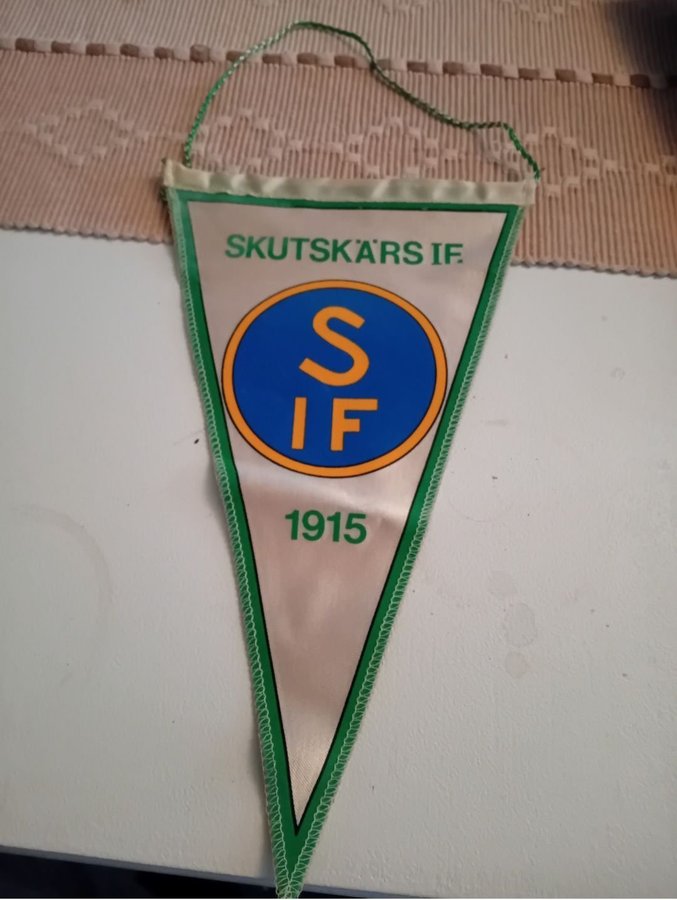 SKUTSKÄRS IF.
S
IF
1915